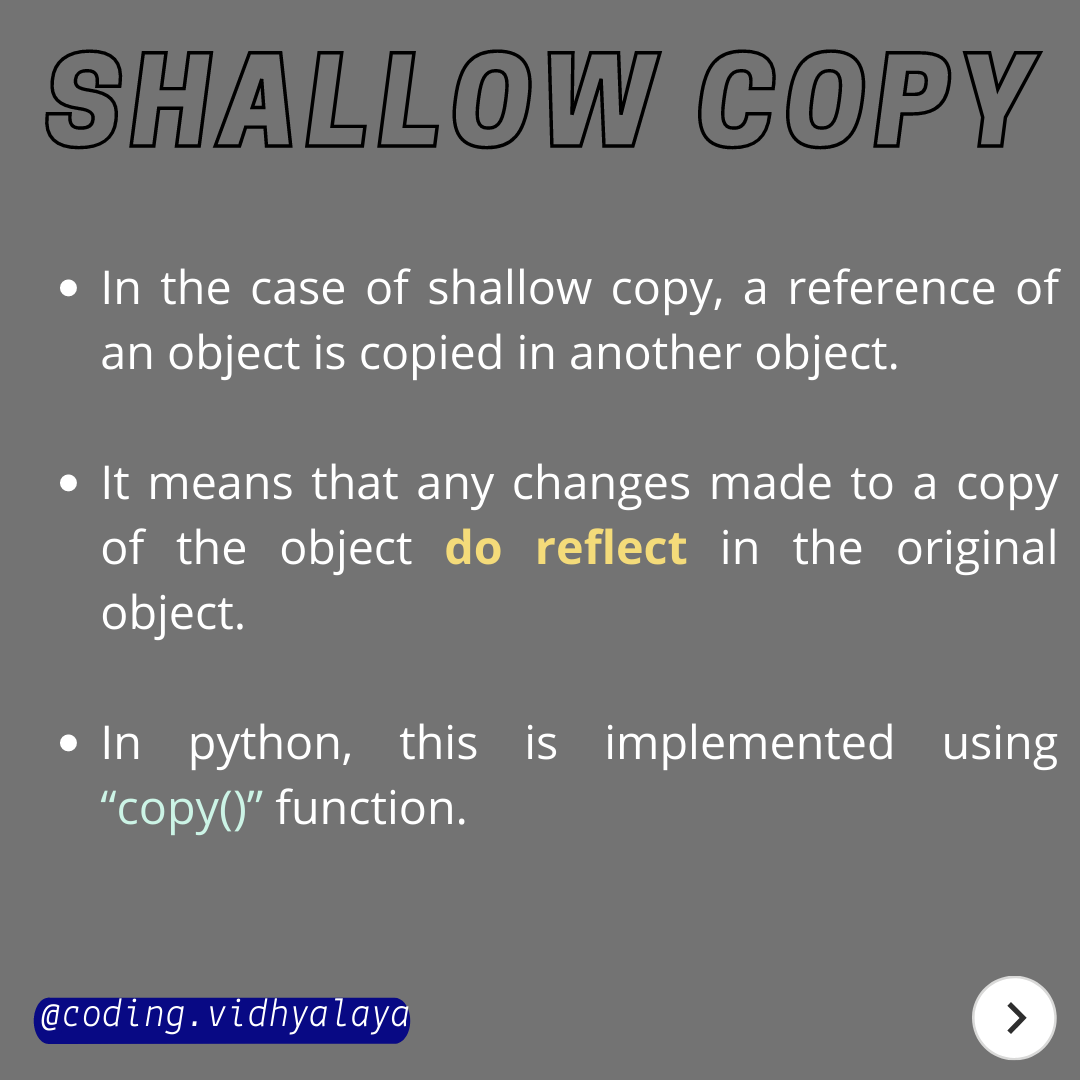 SHALLOW COPY
In the case of shallow copy, a reference of
an object is copied in another object.
It means that any changes made to a copy
of the object do reflect in the original
object.
In python, this is implemented using
“copy()” function.
@coding.vidhyalaya